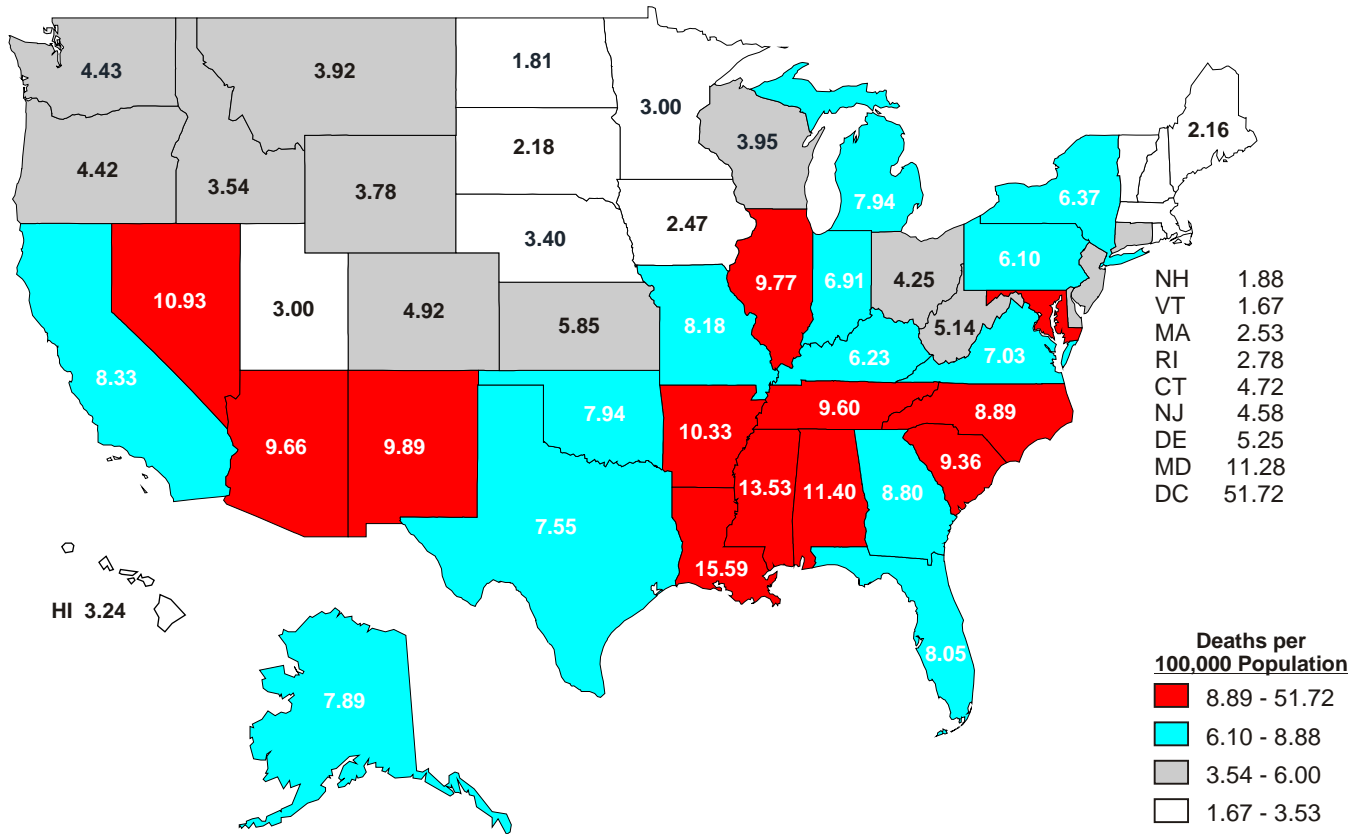 4.43
3.92
1.81
3.00
3.95
2.16
4.42
3.54
3.78
2.18
7.94
6.37
10.93
3.00
4.92
3.40
2.47
9.77
6.91
4.25
6.10
8.33
5.85
8.18
5.14
6.23
7.03
9.66
9.89
7.94
10.33
9.60
8.89
9.36
7.55
13.53
11.40
8.80
15.59
8.05
HI 3.24
7.89
NH 1.88
VT 1.67
MA 2.53
RI 2.78
CT 4.72
NJ 4.58
DE 5.25
MD 11.28
DC 51.72
Deaths per
100,000 Population
8.89 - 51.72
6.10 - 8.88
3.54 - 6.00
1.67 - 3.53